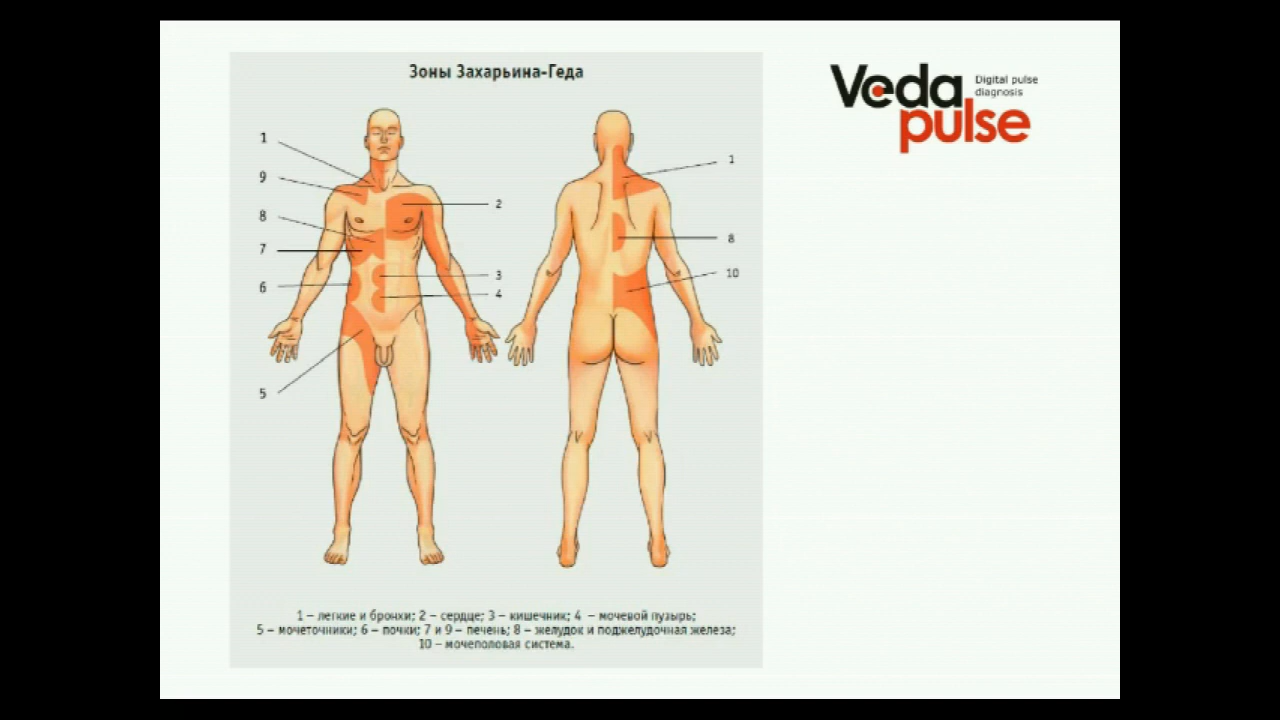 Зоны Захарьина-Геда
Veda
pulse
Digital pulse
diagnosis
1
9
8
7
6
5
2
3
4
1
8
10
1 – легкие и бронхи; 2 – сердце; 3 – кишечник; 4 – мочевой пузырь;
5 – мочеточники; 6 – почки; 7 и 9 – печень; 8 – желудок и поджелудочная железа;
10 – мочеполовая система.